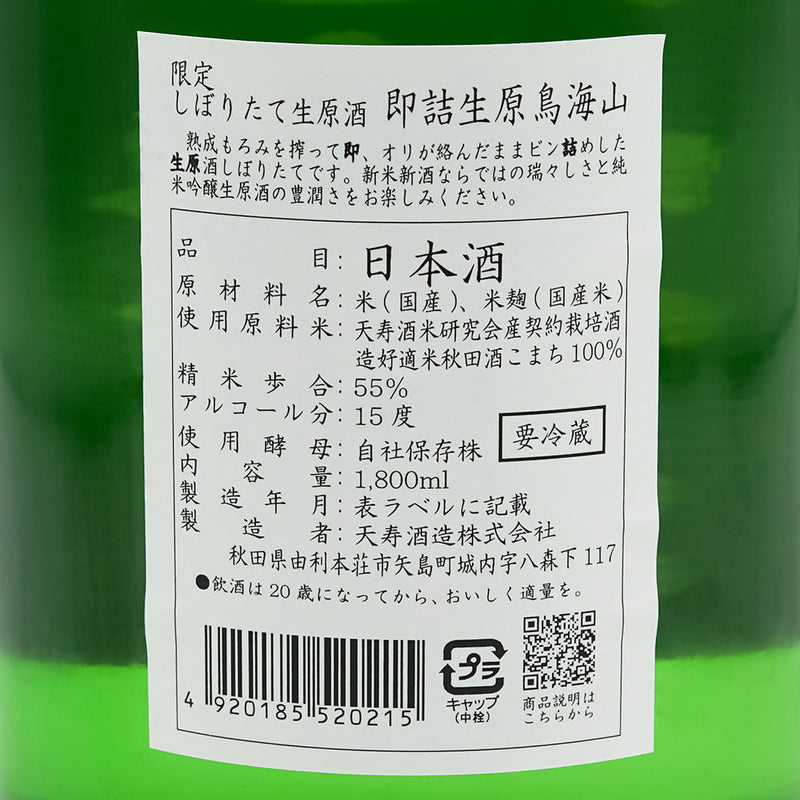 限定
しぼりたて生原酒 即詰生原鳥海山
熟成もろみを搾って即、オリが絡んだままビン詰めした
生原酒しぼりたてです。新米新酒ならではの瑞々しさと純
米吟醸生原酒の豊潤さをお楽しみください。
品目：日本酒
原材料名：米（国産）、米麹（国産米）
使用原料米：天寿酒米研究会産契約栽培酒
造好適米秋田酒こまち100％
精米歩合：55％
アルコール分：15度
使用酵母：自社保存株
要冷蔵
内容量：1,800ml
製造年月：表ラベルに記載
製造者：天寿酒造株式会社
秋田県由利本荘市矢島町城内字八森下117
●飲酒は20歳になってから、おいしく適量を。
4 920185 520215
プラ
キャップ
（中栓）
商品説明は
こちらから